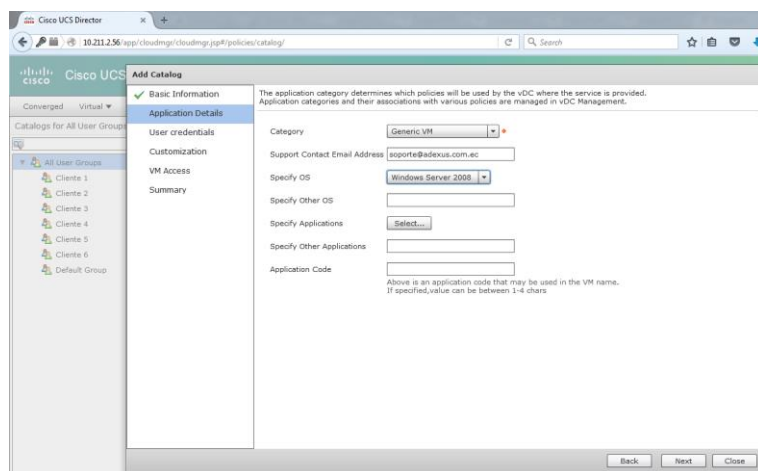 Cisco UCS Director
10.211.2.56/app/cloudmgr/cloudmgr.jsp#/policies/catalog/
Search
cisco Cisco UCS
Converged Virtual
Catalogs for All User Groups
All User Groups
Cliente 1
Cliente 2
Cliente 3
Cliente 4
Cliente 5
Cliente 6
Default Group
Add Catalog
Basic Information
Application Details
User credentials
Customization
VM Access
Summary
The application category determines which policies will be used by the vDC where the service is provided.
Application categories and their associations with various policies are managed in vDC Management.
Category Generic VM *
Support Contact Email Address soporte@adexus.com.ec
Specify OS Windows Server 2008
Specify Other OS
Specify Applications Select...
Specify Other Applications
Application Code
Above is an application code that may be used in the VM name.
If specified,value can be between 1-4 chars
Back Next Close